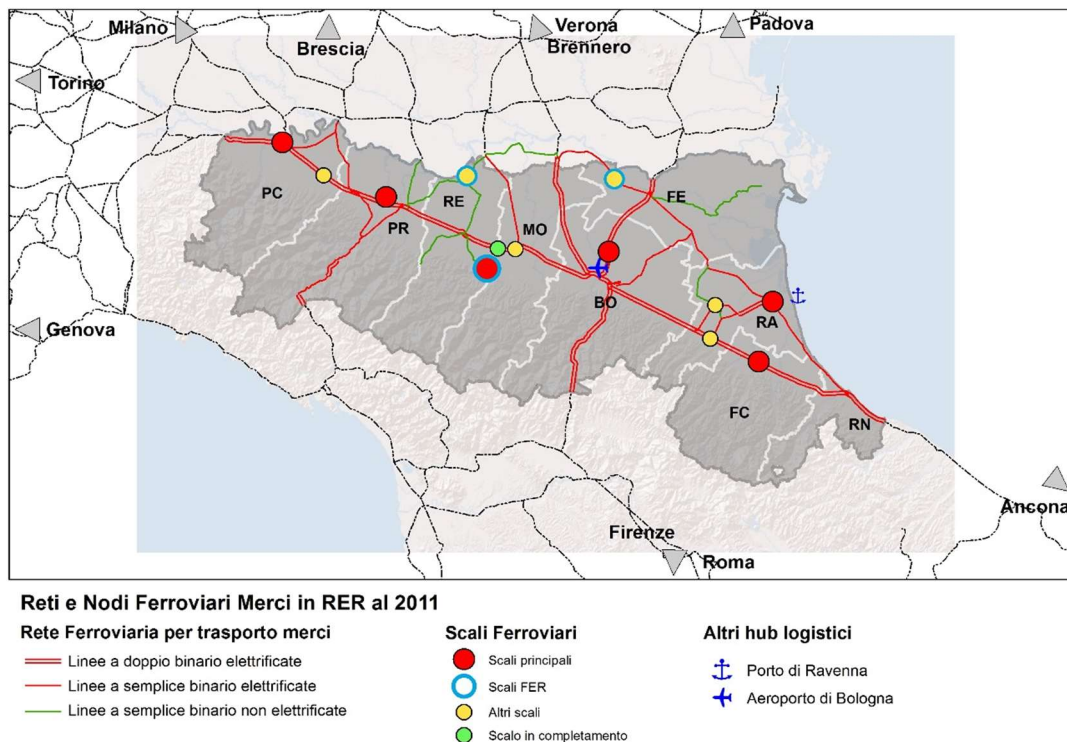 Milano
Brescia
Verona
Brennero
Padova
Torino
PC
PR
RE
MO
FE
BO
RA
FC
RN
Genova
Firenze
Roma
Ancona
Reti e Nodi Ferroviari Merci in RER al 2011
Rete Ferroviaria per trasporto merci
Linee a doppio binario elettrificate
Linee a semplice binario elettrificate
Linee a semplice binario non elettrificate
Scali Ferroviari
Scali principali
Scali FER
Altri scali
Scalo in completamento
Altri hub logistici
Porto di Ravenna
Aeroporto di Bologna